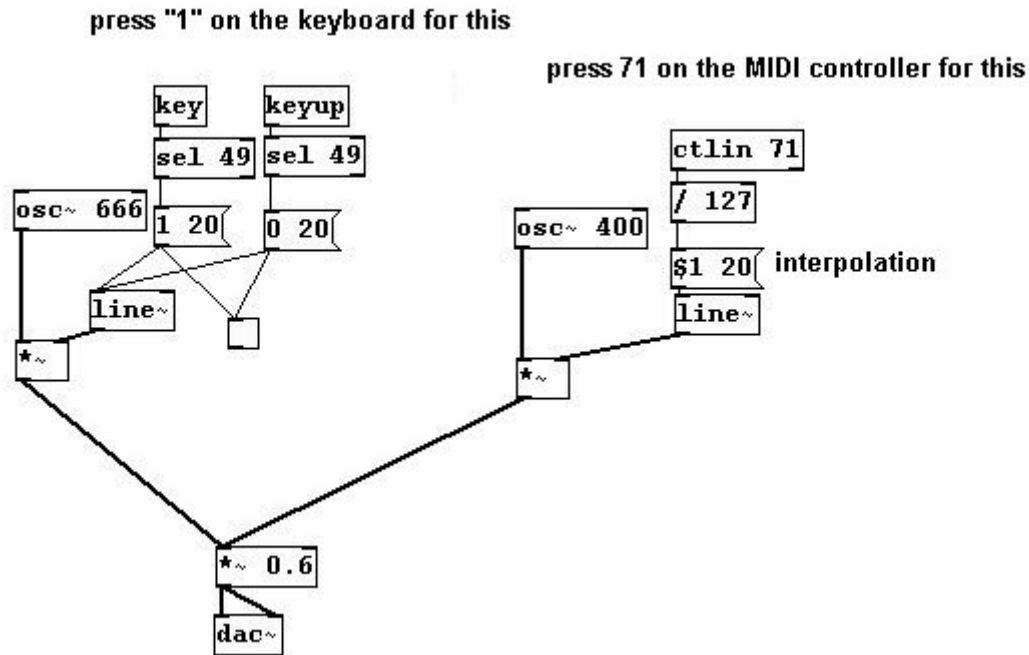 press "1" on the keyboard for this
press 71 on the MIDI controller for this
key
keyup
ctlin 71
sel 49
sel 49
/ 127
osc~ 666
1 20
0 20
osc~ 400
$1 20
interpolation
line~
line~
*~
*~
*~ 0.6
dac~